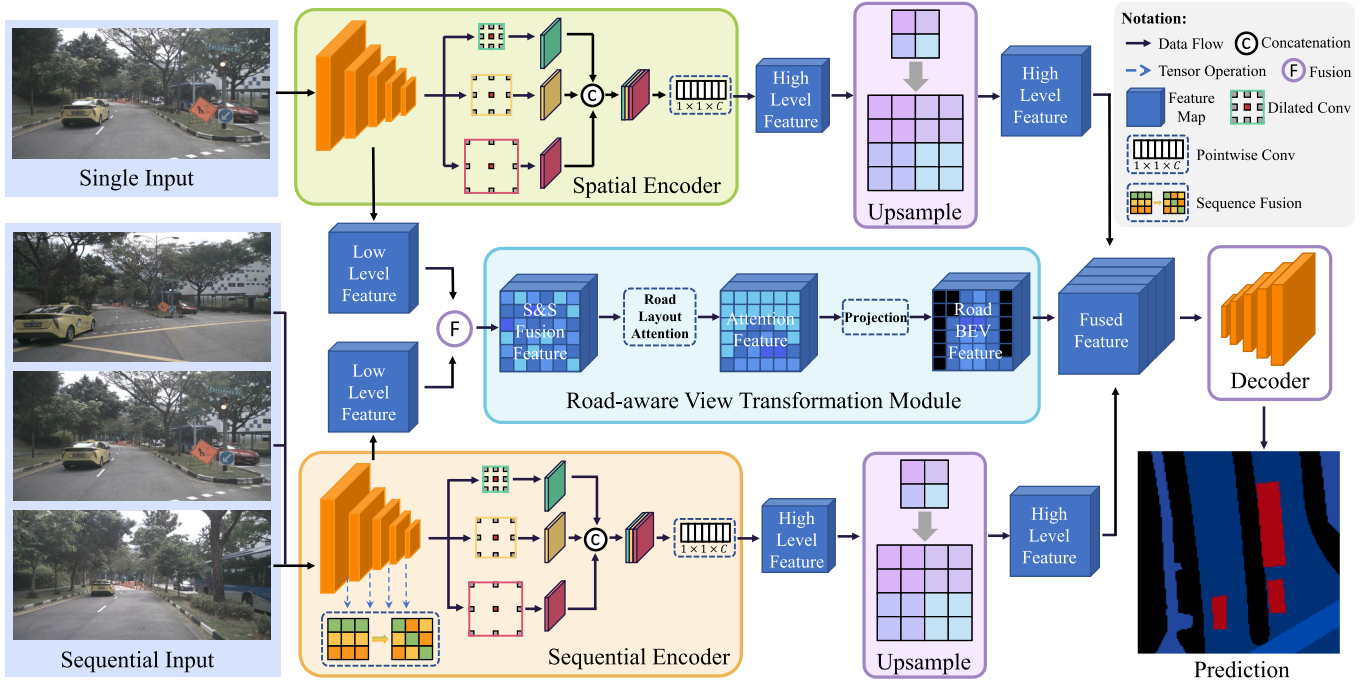 Single Input
C
1×1×C
Spatial Encoder
High
Level
Feature
Upsample
High
Level
Feature
Notation:
Data Flow
C Concatenation
Tensor Operation
F Fusion
Feature
Map
Dilated Conv
1×1×C
Pointwise Conv
Sequence Fusion
Low
Level
Feature
F
Low
Level
Feature
S&S
Fusion
Feature
Road
Layout
Attention
Attention
Feature
Projection
Road
BEV
Feature
Road-aware View Transformation Module
Fused
Feature
Decoder
Sequential Input
C
1×1×C
Sequential Encoder
High
Level
Feature
Upsample
High
Level
Feature
Prediction